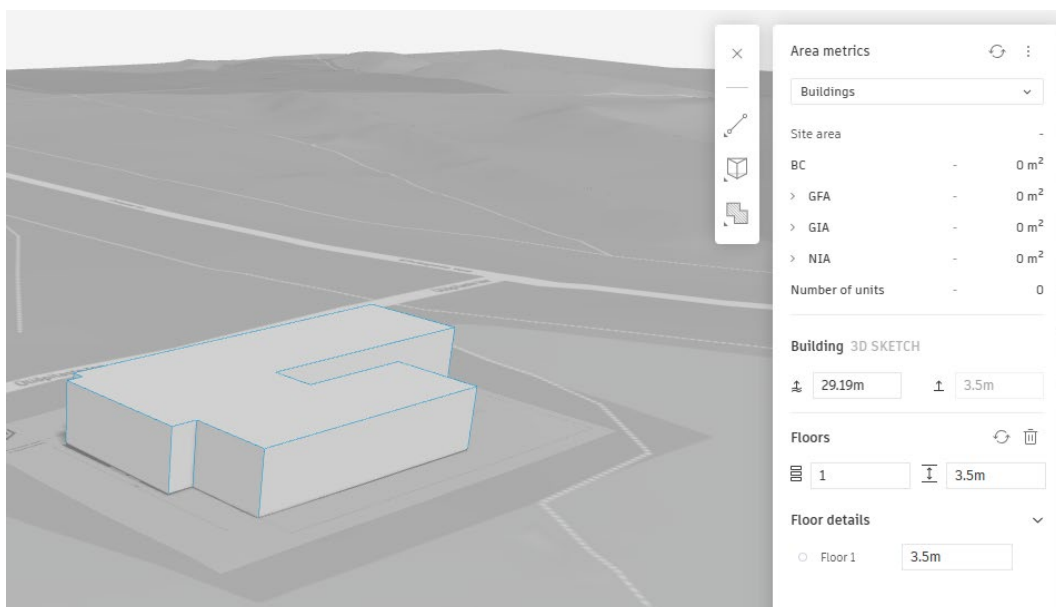 Area metrics
Buildings
Site area -
BC - 0 m²
GFA - 0 m²
GIA - 0 m²
NIA - 0 m²
Number of units - 0
Building 3D SKETCH
29.19m 3.5m
Floors
1 3.5m
Floor details
Floor 1 3.5m